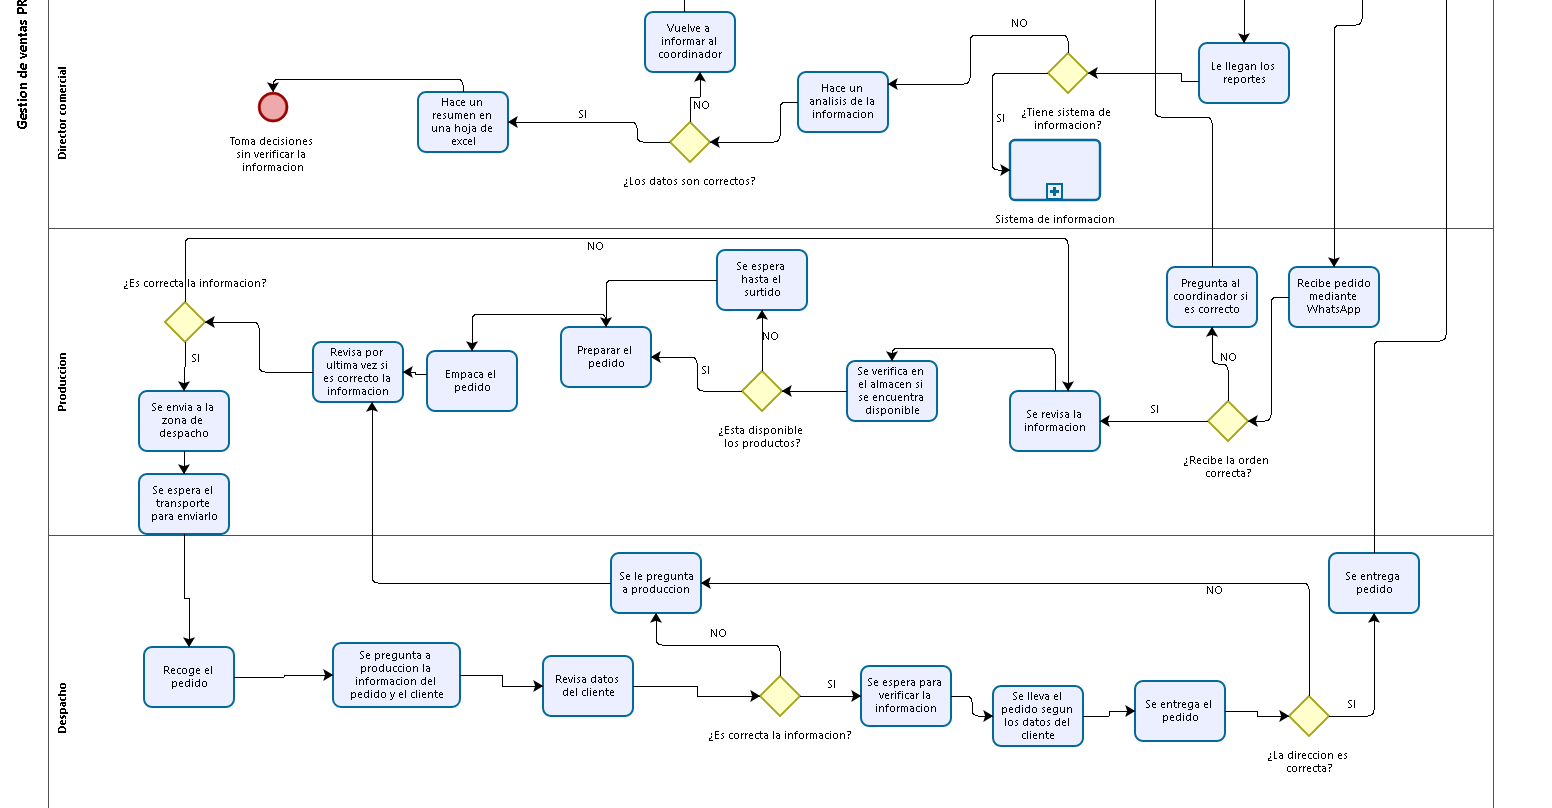 Gestion de ventas PR
Director comercial
Vuelve a
informar al
coordinador
NO
Le llegan los
reportes
Hace un
analisis de la
informacion
¿Tiene sistema de
informacion?
SI
Hace un
resumen en
una hoja de
excel
SI
NO
¿Los datos son correctos?
Toma decisiones
sin verificar la
informacion
Sistema de informacion
Produccion
NO
¿Es correcta la informacion?
SI
Se espera
hasta el
surtido
Pregunta al
coordinador si
es correcto
Recibe pedido
mediante
WhatsApp
NO
Preparar el
pedido
SI
NO
Revisa por
ultima vez si
es correcto la
informacion
Empaca el
pedido
Se verifica en
el almacen si
se encuentra
disponible
¿Esta disponible
los productos?
Se revisa la
informacion
SI
¿Recibe la orden
correcta?
Se envia a la
zona de
despacho
Se espera el
transporte
para enviarlo
Despacho
Se le pregunta
a produccion
NO
Se entrega
pedido
NO
Recoge el
pedido
Se pregunta a
produccion la
informacion del
pedido y el cliente
Revisa datos
del cliente
SI
¿Es correcta la informacion?
Se espera para
verificar la
informacion
Se lleva el
pedido segun
los datos del
cliente
Se entrega el
pedido
SI
¿La direccion es
correcta?